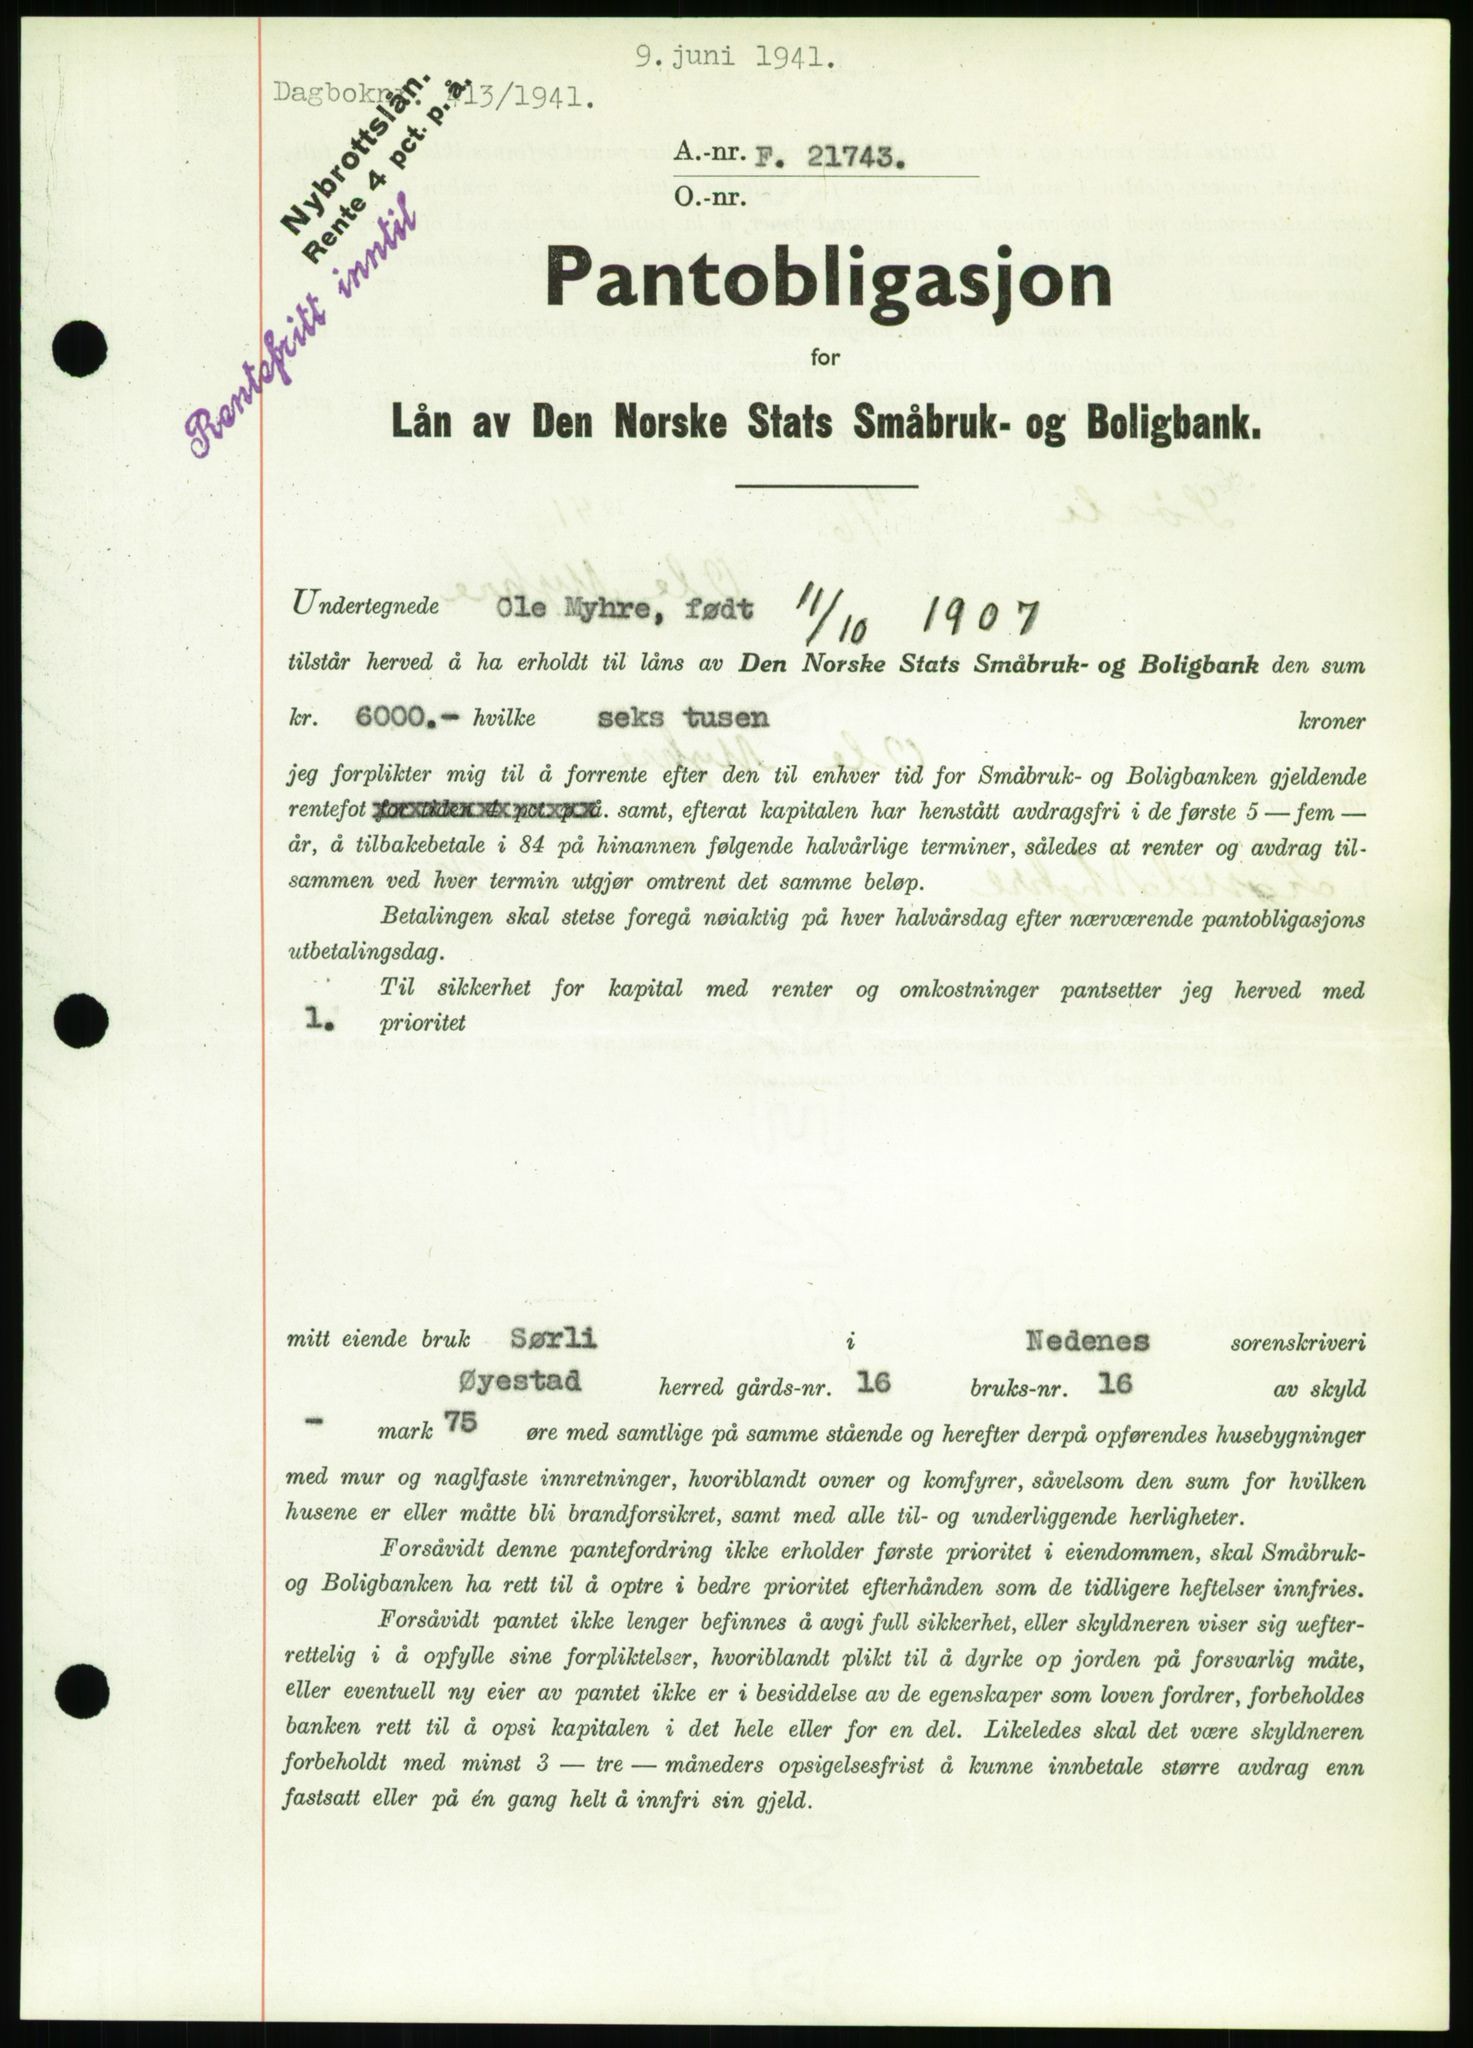 9. juni 1941.
Dagboknr. 413/1941.
Nybrottslån.
Rente 4 pct. p. å.
Rentefritt inntil
A.-nr. F. 21743.
O.-nr.
Pantobligasjon
for
Lån av Den Norske Stats Småbruk- og Boligbank.
Undertegnede Ole Myhre, født 11/10 1907
tilstår herved å ha erholdt til låns av Den Norske Stats Småbruk- og Boligbank den sum
kr. 6000.- hvilke seks tusen kroner
jeg forplikter mig til å forrente efter den til enhver tid for Småbruk- og Boligbanken gjeldende
rentefot for tiden 4 pct. p. å. samt, efterat kapitalen har henstått avdragsfri i de første 5 — fem —
år, å tilbakebetale i 84 på hinannen følgende halvårlige terminer, således at renter og avdrag til-
sammen ved hver termin utgjør omtrent det samme beløp.
Betalingen skal stetse foregå nøiaktig på hver halvårsdag efter nærværende pantobligasjons
utbetalingsdag.
Til sikkerhet for kapital med renter og omkostninger pantsetter jeg herved med
1. prioritet
mitt eiende bruk Sørli i Nedenes sorenskriveri
Øyestad herred gårds-nr. 16 bruks-nr. 16 av skyld
- mark 75 øre med samtlige på samme stående og herefter derpå opførendes husebygninger
med mur og naglfaste innretninger, hvoriblandt ovner og komfyrer, såvelsom den sum for hvilken
husene er eller måtte bli brandforsikret, samt med alle til- og underliggende herligheter.
Forsåvidt denne pantefordring ikke erholder første prioritet i eiendommen, skal Småbruk-
og Boligbanken ha rett til å optre i bedre prioritet efterhånden som de tidligere heftelser innfries.
Forsåvidt pantet ikke lenger befinnes å avgi full sikkerhet, eller skyldneren viser sig uefter-
rettelig i å opfylle sine forpliktelser, hvoriblandt plikt til å dyrke op jorden på forsvarlig måte,
eller eventuell ny eier av pantet ikke er i besiddelse av de egenskaper som loven fordrer, forbeholdes
banken rett til å opsi kapitalen i det hele eller for en del. Likeledes skal det være skyldneren
forbeholdt med minst 3 — tre — måneders opsigelsesfrist å kunne innbetale større avdrag enn
fastsatt eller på én gang helt å innfri sin gjeld.